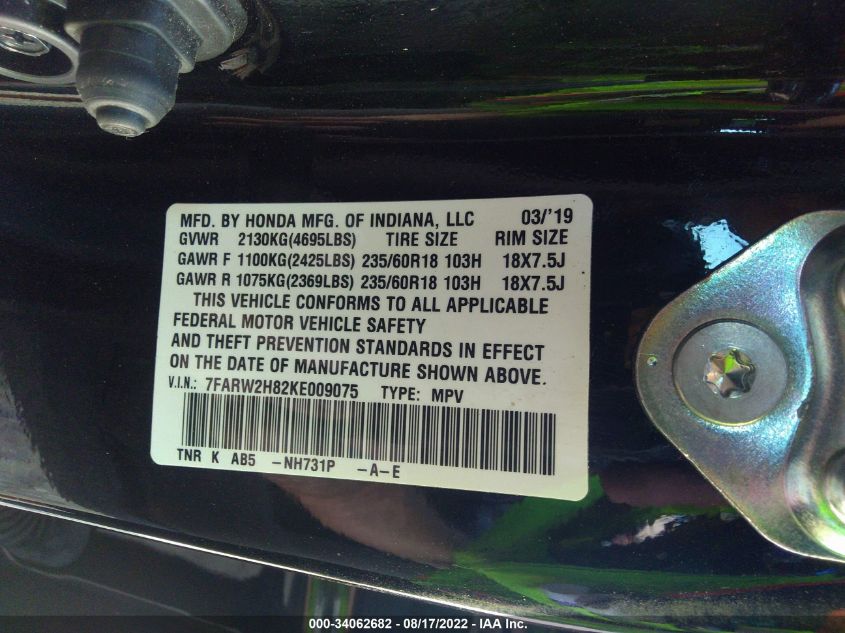 MFD. BY HONDA MFG. OF INDIANA, LLC 03/'19
GVWR 2130KG(4695LBS) TIRE SIZE RIM SIZE
GAWR F 1100KG(2425LBS) 235/60R18 103H 18X7.5J
GAWR R 1075KG(2369LBS) 235/60R18 103H 18X7.5J
THIS VEHICLE CONFORMS TO ALL APPLICABLE
FEDERAL MOTOR VEHICLE SAFETY
AND THEFT PREVENTION STANDARDS IN EFFECT
ON THE DATE OF MANUFACTURE SHOWN ABOVE.
V.I.N.: 7FARW2H82KE009075 TYPE: MPV
TNR K AB5 -NH731P -A-E
000-34062682 - 08/17/2022 - IAA Inc.